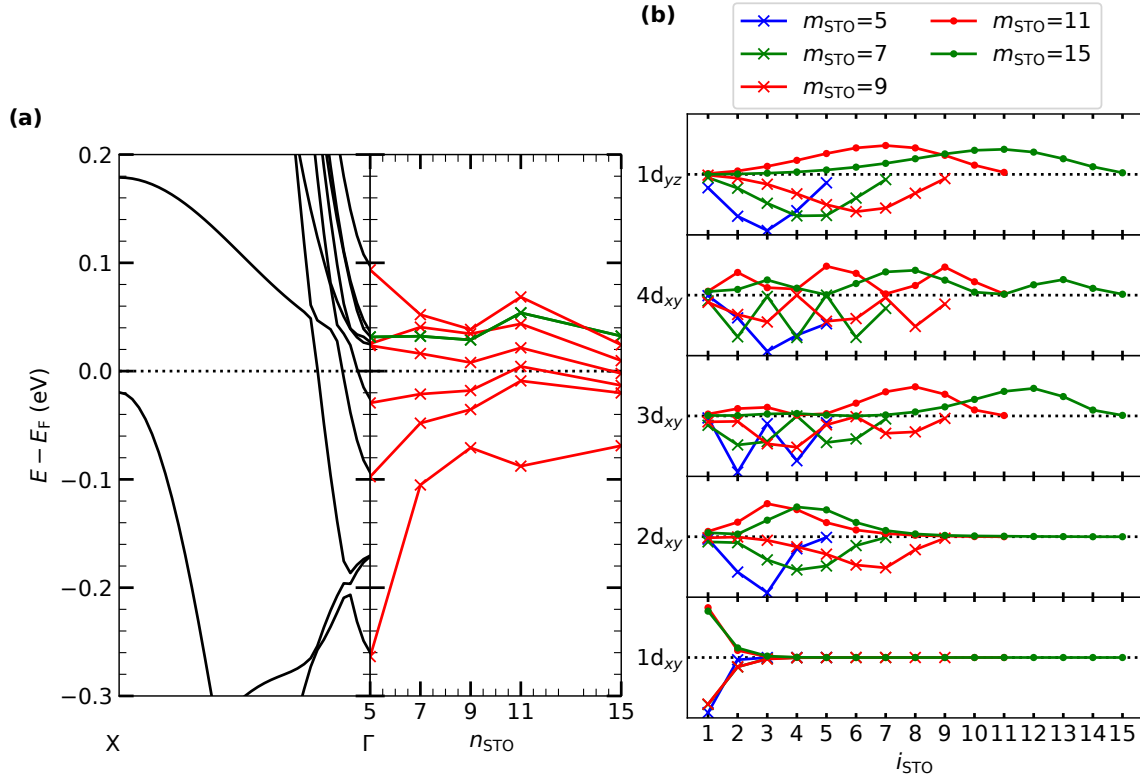 (a)
0.2
0.1
0.0
−0.1
−0.2
−0.3
E − E_F (eV)
X
Γ
5
7
9
11
15
n_STO
(b)
m_STO=5
m_STO=7
m_STO=9
m_STO=11
m_STO=15
1d_yz
4d_xy
3d_xy
2d_xy
1d_xy
1 2 3 4 5 6 7 8 9 10 11 12 13 14 15
i_STO